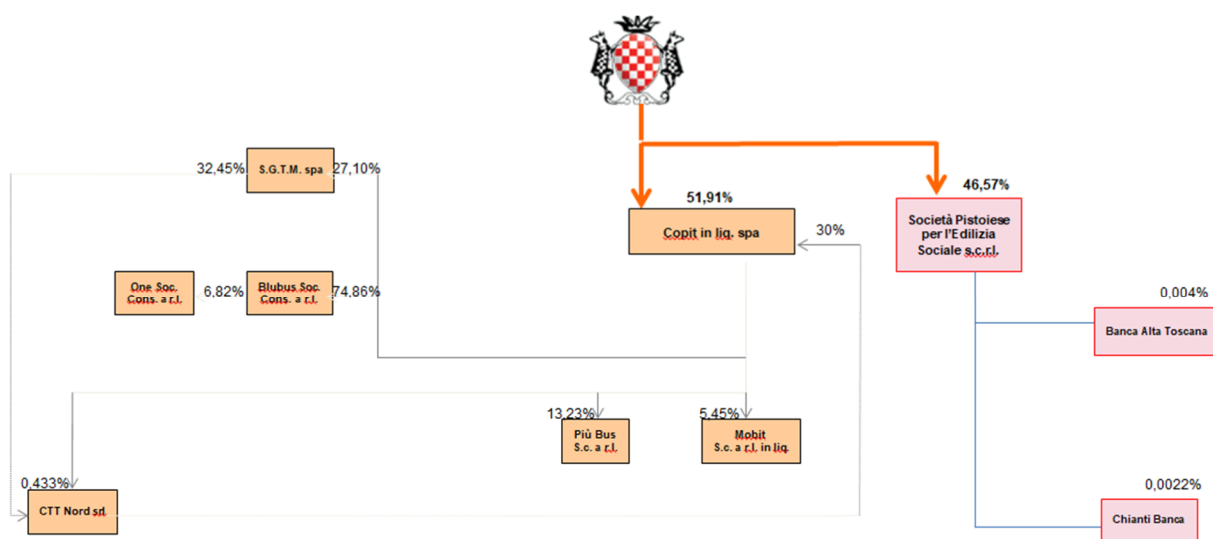 32,45%
S.G.T.M. spa
27,10%
51,91%
Copit in liq. spa
30%
46,57%
Società Pistoiese
per l'Edilizia
Sociale s.c.r.l.
One Soc.
Cons. a r.l.
6,82%
Blubus Soc.
Cons. a r.l.
74,86%
0,004%
Banca Alta Toscana
13,23%
Più Bus
S.c. a r.l.
5,45%
Mobit
S.c. a r.l. in liq.
0,433%
CTT Nord srl
0,0022%
Chianti Banca